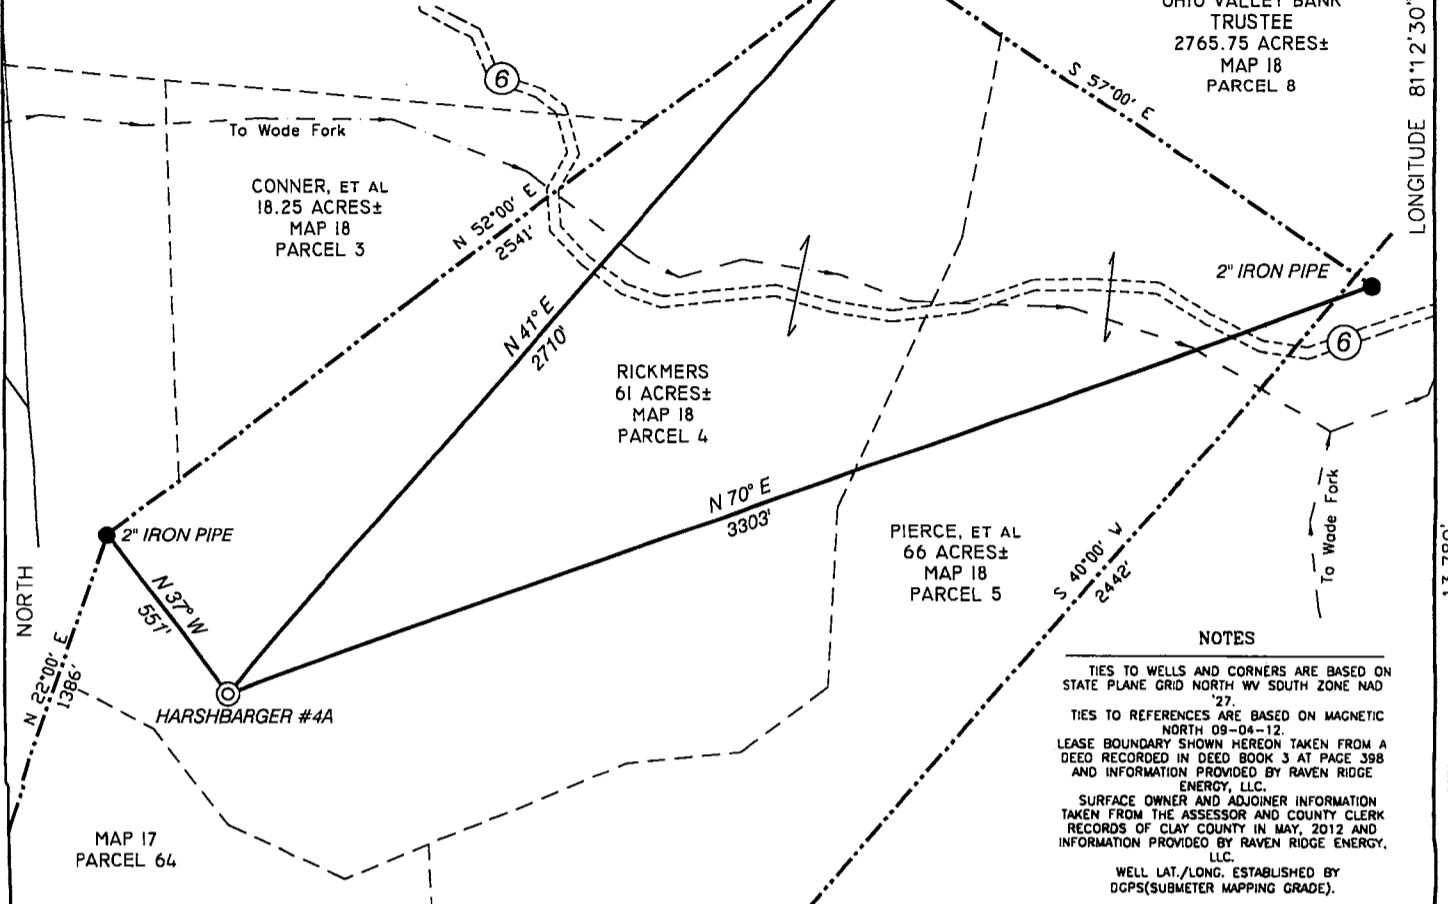 OHIO VALLEY BANK
TRUSTEE
2765.75 ACRES±
MAP 18
PARCEL 8
LONGITUDE 81°12'30"
S 57°00' E
6
To Wade Fork
CONNER, ET AL
18.25 ACRES±
MAP 18
PARCEL 3
N 52°00' E
2541'
N 41° E
2710'
2" IRON PIPE
6
RICKMERS
61 ACRES±
MAP 18
PARCEL 4
N 70° E
3303'
PIERCE, ET AL
66 ACRES±
MAP 18
PARCEL 5
S 40°00' W
2442'
To Wade Fork
2" IRON PIPE
N 37° W
551'
NORTH
N 22°00' E
1386'
HARSHBARGER #4A
MAP 17
PARCEL 64
NOTES
TIES TO WELLS AND CORNERS ARE BASED ON
STATE PLANE GRID NORTH WV SOUTH ZONE NAD
'27.
TIES TO REFERENCES ARE BASED ON MAGNETIC
NORTH 09-04-12.
LEASE BOUNDARY SHOWN HEREON TAKEN FROM A
DEED RECORDED IN DEED BOOK 3 AT PAGE 398
AND INFORMATION PROVIDED BY RAVEN RIDGE
ENERGY, LLC.
SURFACE OWNER AND ADJOINER INFORMATION
TAKEN FROM THE ASSESSOR AND COUNTY CLERK
RECORDS OF CLAY COUNTY IN MAY, 2012 AND
INFORMATION PROVIDED BY RAVEN RIDGE ENERGY,
LLC.
WELL LAT./LONG. ESTABLISHED BY
DGPS(SUBMETER MAPPING GRADE).